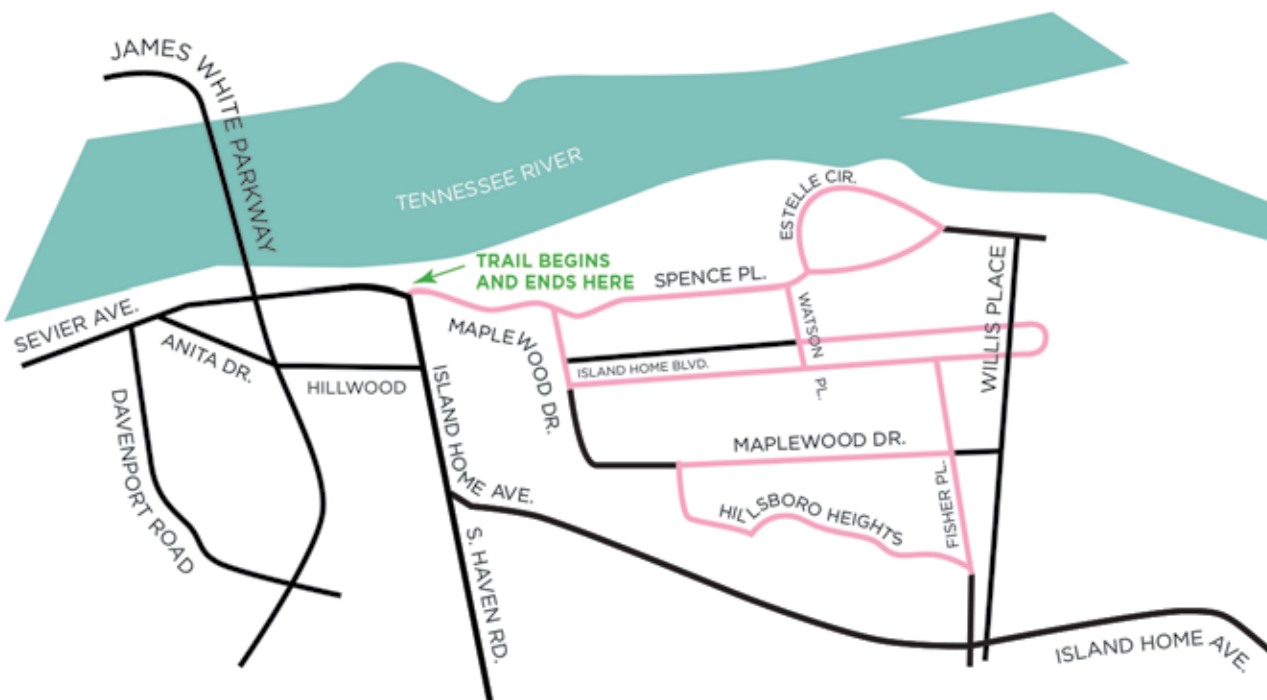 JAMES WHITE PARKWAY
TENNESSEE RIVER
ESTELLE CIR.
TRAIL BEGINS
AND ENDS HERE
SPENCE PL.
WILLIS PLACE
SEVIER AVE.
ANITA DR.
HILLWOOD
MAPLEWOOD DR.
WATSON PL.
ISLAND HOME BLVD.
DAVENPORT ROAD
ISLAND HOME AVE.
MAPLEWOOD DR.
HILLSBORO HEIGHTS
FISHER PL.
S. HAVEN RD.
ISLAND HOME AVE.